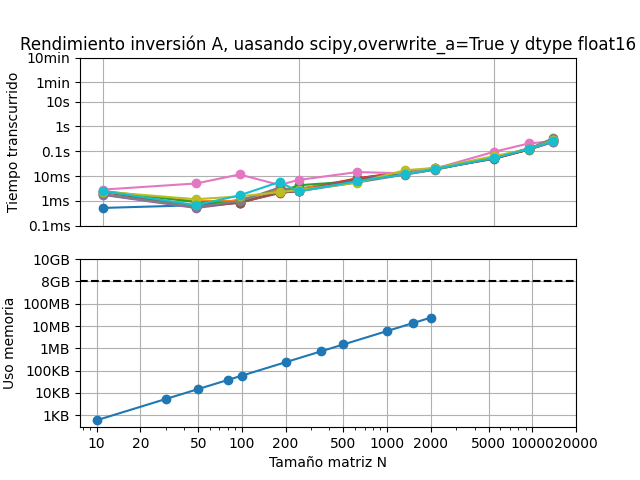 Rendimiento inversión A, uasando scipy,overwrite_a=True y dtype float16
Tiempo transcurrido
10min
1min
10s
1s
0.1s
10ms
1ms
0.1ms
Uso memoria
10GB
8GB
100MB
10MB
1MB
100KB
10KB
1KB
10 20 50 100 200 500 1000 2000 5000 10000 20000
Tamaño matriz N